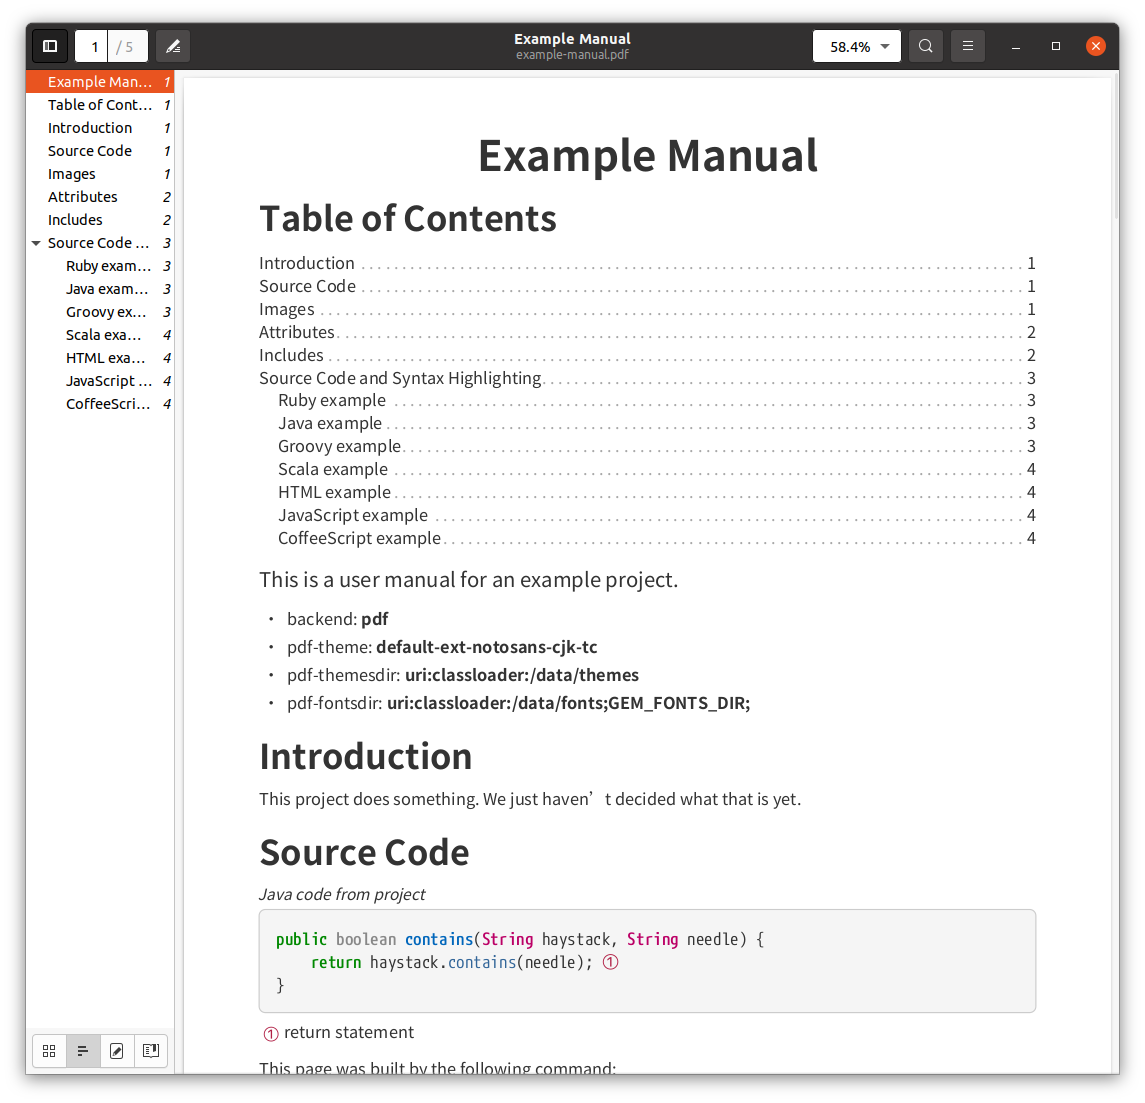 1 / 5
Example Manual
example-manual.pdf
58.4%
Example Man... 1
Table of Cont... 1
Introduction 1
Source Code 1
Images 1
Attributes 2
Includes 2
Source Code ... 3
Ruby exam... 3
Java exam... 3
Groovy ex... 3
Scala exa... 4
HTML exa... 4
JavaScript ... 4
CoffeeScri... 4
Example Manual
Table of Contents
Introduction 1
Source Code 1
Images 1
Attributes 2
Includes 2
Source Code and Syntax Highlighting 3
Ruby example 3
Java example 3
Groovy example 3
Scala example 4
HTML example 4
JavaScript example 4
CoffeeScript example 4
This is a user manual for an example project.
• backend: pdf
• pdf-theme: default-ext-notosans-cjk-tc
• pdf-themesdir: uri:classloader:/data/themes
• pdf-fontsdir: uri:classloader:/data/fonts;GEM_FONTS_DIR;
Introduction
This project does something. We just haven’t decided what that is yet.
Source Code
Java code from project
public boolean contains(String haystack, String needle) {
    return haystack.contains(needle); ①
}
① return statement
This page was built by the following command: